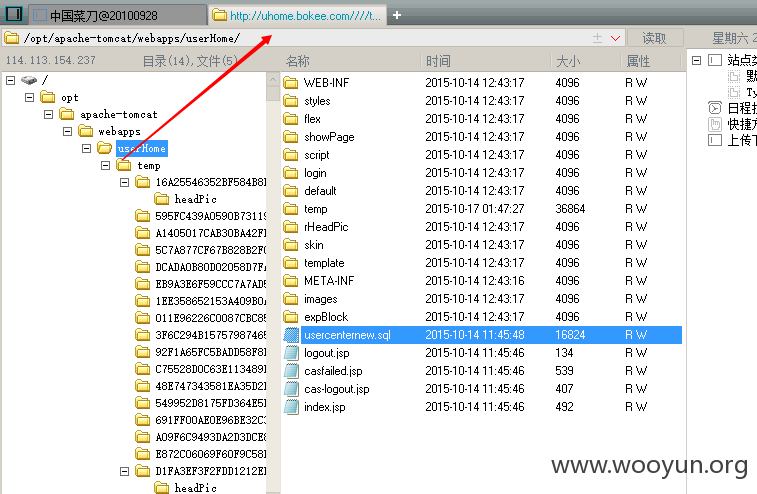 中国菜刀@20100928
http://uhome.bokee.com////t...
+
/opt/apache-tomcat/webapps/userHome/
读取
星期六 2
114.113.154.237
目录(14),文件(5)
名称 时间 大小 属性
/
opt
apache-tomcat
webapps
userHome
temp
16A25546352BF584B8
headPic
595FC439A0590B73119
A1405017CAB30BA42F
5C7A877CF67B828B2F
DCADA0B80D02058D7F
EB9A3E6F59CCC7A7AD
1EE358652153A409B0
011E96226C0087CBC85
3F6C294B15757987465
92F1A65FC5BADD58F8
C75528D0C63E113489
48E747343581EA35D2
549952D8175FD364E5
691FF00AE0E96BE32C3
A09F6C9493DA2D3DCE8
E872C06069F60F9C58
D1FA3EF3F2FDD1212E
headPic
WEB-INF 2015-10-14 12:43:17 4096 R W
styles 2015-10-14 12:43:17 4096 R W
flex 2015-10-14 12:43:17 4096 R W
showPage 2015-10-14 12:43:17 4096 R W
script 2015-10-14 12:43:17 4096 R W
login 2015-10-14 12:43:17 4096 R W
default 2015-10-14 12:43:17 4096 R W
temp 2015-10-17 01:47:27 36864 R W
rHeadPic 2015-10-14 12:43:17 4096 R W
skin 2015-10-14 12:43:17 4096 R W
template 2015-10-14 12:43:17 4096 R W
META-INF 2015-10-14 12:43:17 4096 R W
images 2015-10-14 12:43:17 4096 R W
expBlock 2015-10-14 12:43:17 4096 R W
usercenternew.sql 2015-10-14 11:45:48 16824 R W
logout.jsp 2015-10-14 11:45:46 134 R W
casfailed.jsp 2015-10-14 11:45:46 539 R W
cas-logout.jsp 2015-10-14 11:45:46 407 R W
index.jsp 2015-10-14 11:45:46 492 R W
站点类
默
Ty
日程
快捷方
上传下
www.wooyun.org